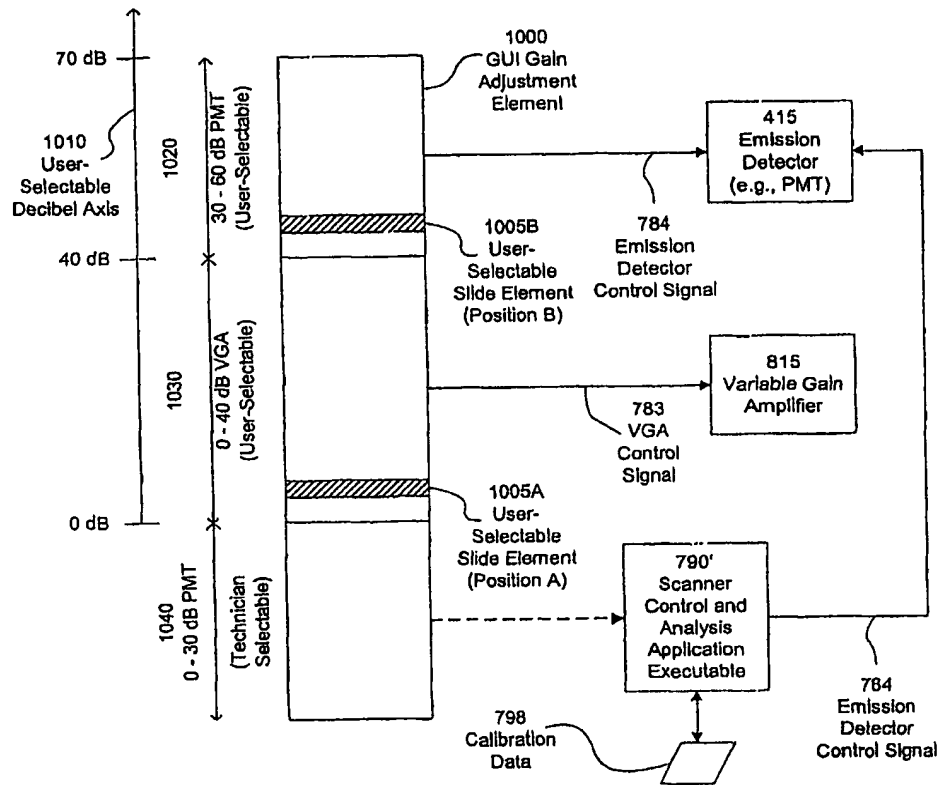 70 dB
1010
User-
Selectable
Decibel Axis
40 dB
0 dB
1020
30 - 60 dB PMT
(User-Selectable)
1030
0 - 40 dB VGA
(User-Selectable)
1040
0 - 30 dB PMT
(Technician
Selectable)
1000
GUI Gain
Adjustment
Element
1005B
User-
Selectable
Slide Element
(Position B)
1005A
User-
Selectable
Slide Element
(Position A)
784
Emission
Detector
Control Signal
415
Emission
Detector
(e.g., PMT)
783
VGA
Control
Signal
815
Variable Gain
Amplifier
790'
Scanner
Control and
Analysis
Application
Executable
798
Calibration
Data
784
Emission
Detector
Control Signal